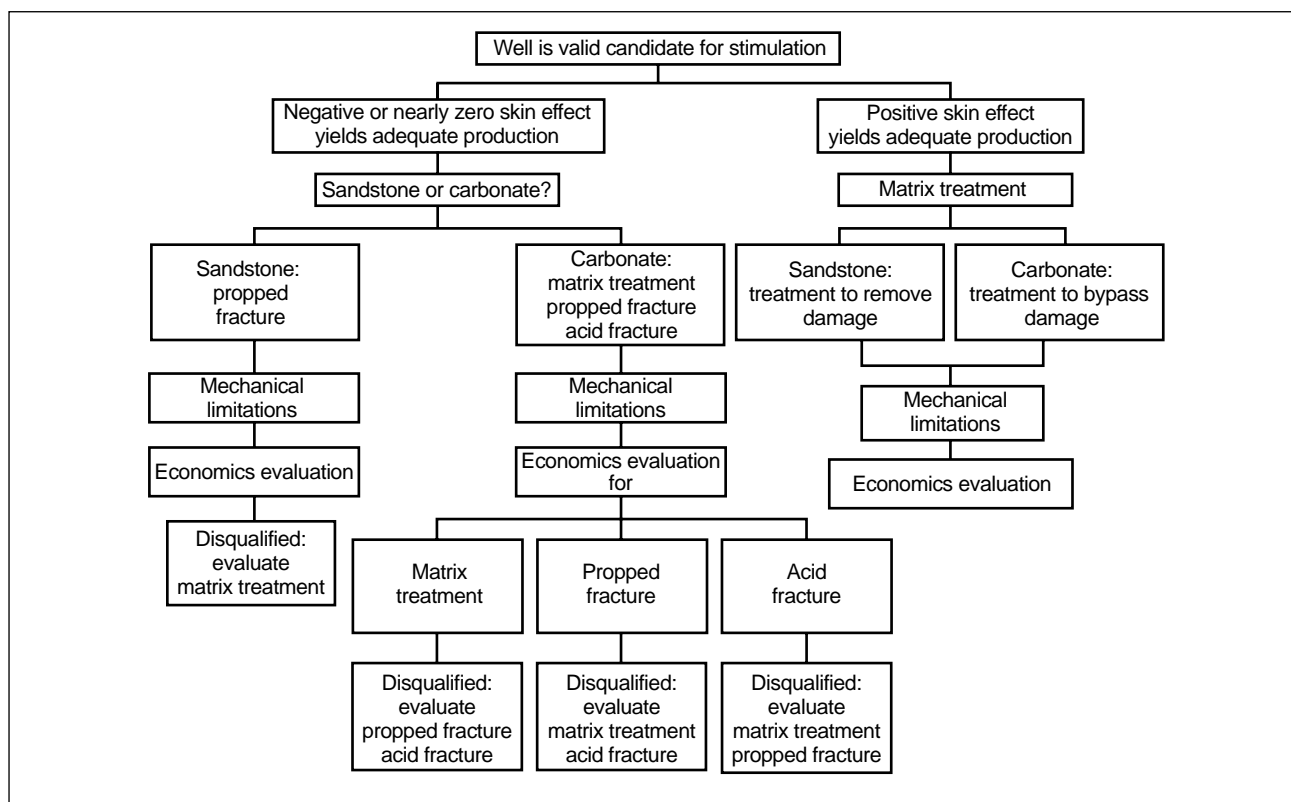 Well is valid candidate for stimulation
Negative or nearly zero skin effect
yields adequate production
Positive skin effect
yields adequate production
Sandstone or carbonate?
Matrix treatment
Sandstone:
propped
fracture
Carbonate:
matrix treatment
propped fracture
acid fracture
Sandstone:
treatment to remove
damage
Carbonate:
treatment to bypass
damage
Mechanical
limitations
Mechanical
limitations
Mechanical
limitations
Economics evaluation
Economics evaluation
for
Economics evaluation
Disqualified:
evaluate
matrix treatment
Matrix
treatment
Propped
fracture
Acid
fracture
Disqualified:
evaluate
propped fracture
acid fracture
Disqualified:
evaluate
matrix treatment
acid fracture
Disqualified:
evaluate
matrix treatment
propped fracture